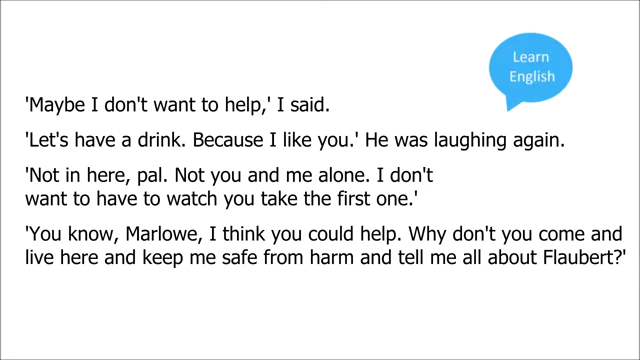 Learn
English
'Maybe I don't want to help,' I said.
'Let's have a drink. Because I like you.' He was laughing again.
'Not in here, pal. Not you and me alone. I don't
want to have to watch you take the first one.'
'You know, Marlowe, I think you could help. Why don't you come and
live here and keep me safe from harm and tell me all about Flaubert?'